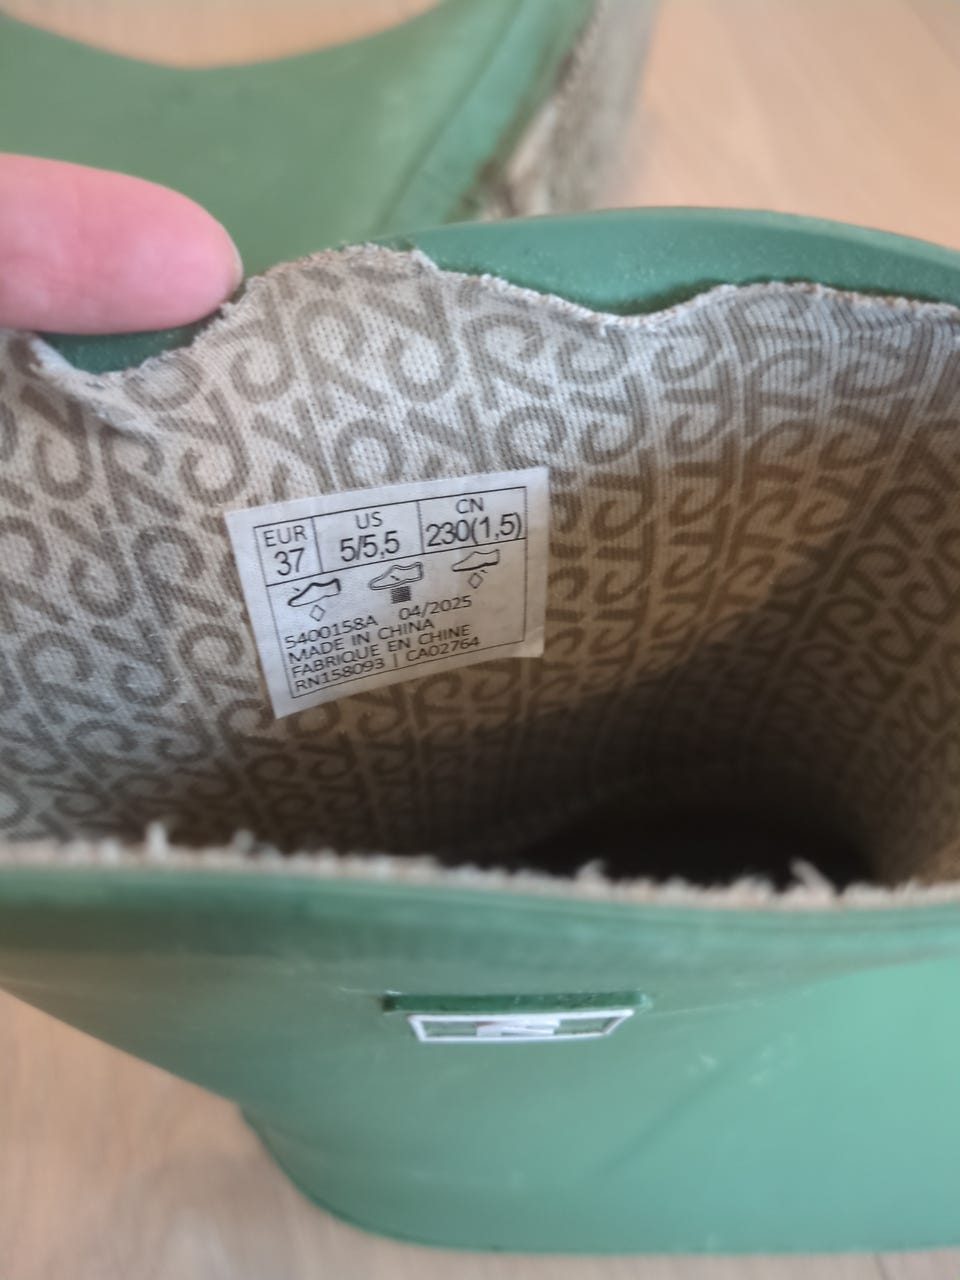 EUR US CN
37 5/5,5 230(1,5)
5400158A 04/2025
MADE IN CHINA
FABRIQUE EN CHINE
RN158093 | CA02764